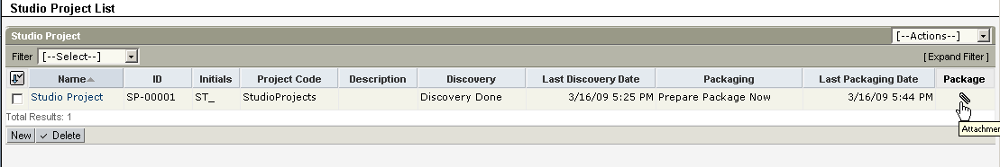 Studio Project List
Studio Project [--Actions--]
Filter [--Select--] [ Expand Filter ]
Name ID Initials Project Code Description Discovery Last Discovery Date Packaging Last Packaging Date Package
Studio Project SP-00001 ST_ StudioProjects Discovery Done 3/16/09 5:25 PM Prepare Package Now 3/16/09 5:44 PM
Total Results: 1
Attachmer
New Delete